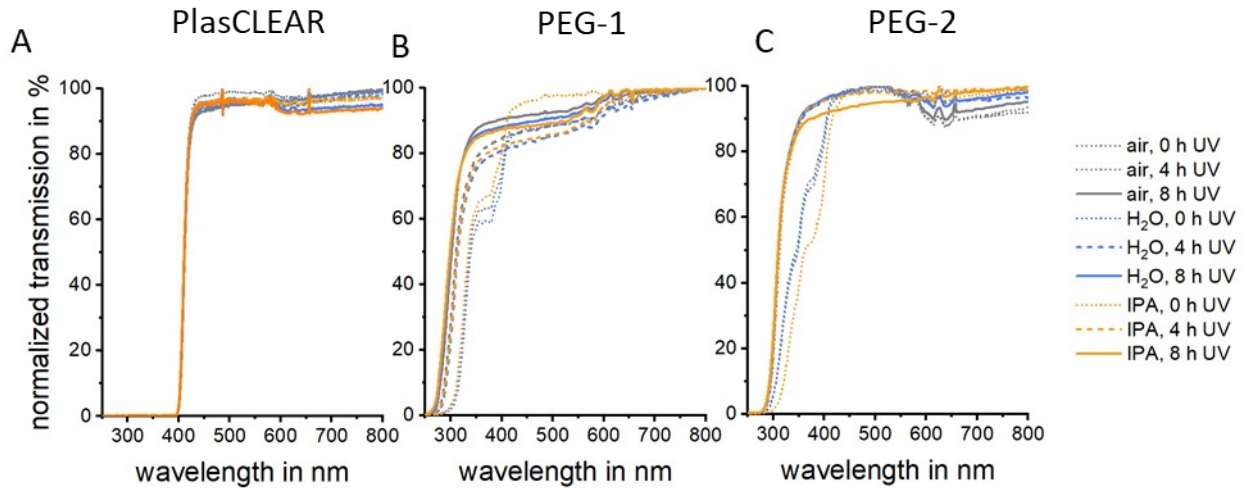 PlasCLEAR
PEG-1
PEG-2
A
B
C
normalized transmission in %
100
80
60
40
20
0
300 400 500 600 700 800
wavelength in nm
100
80
60
40
20
0
300 400 500 600 700 800
wavelength in nm
100
80
60
40
20
0
300 400 500 600 700 800
wavelength in nm
air, 0 h UV
air, 4 h UV
air, 8 h UV
H₂O, 0 h UV
H₂O, 4 h UV
H₂O, 8 h UV
IPA, 0 h UV
IPA, 4 h UV
IPA, 8 h UV